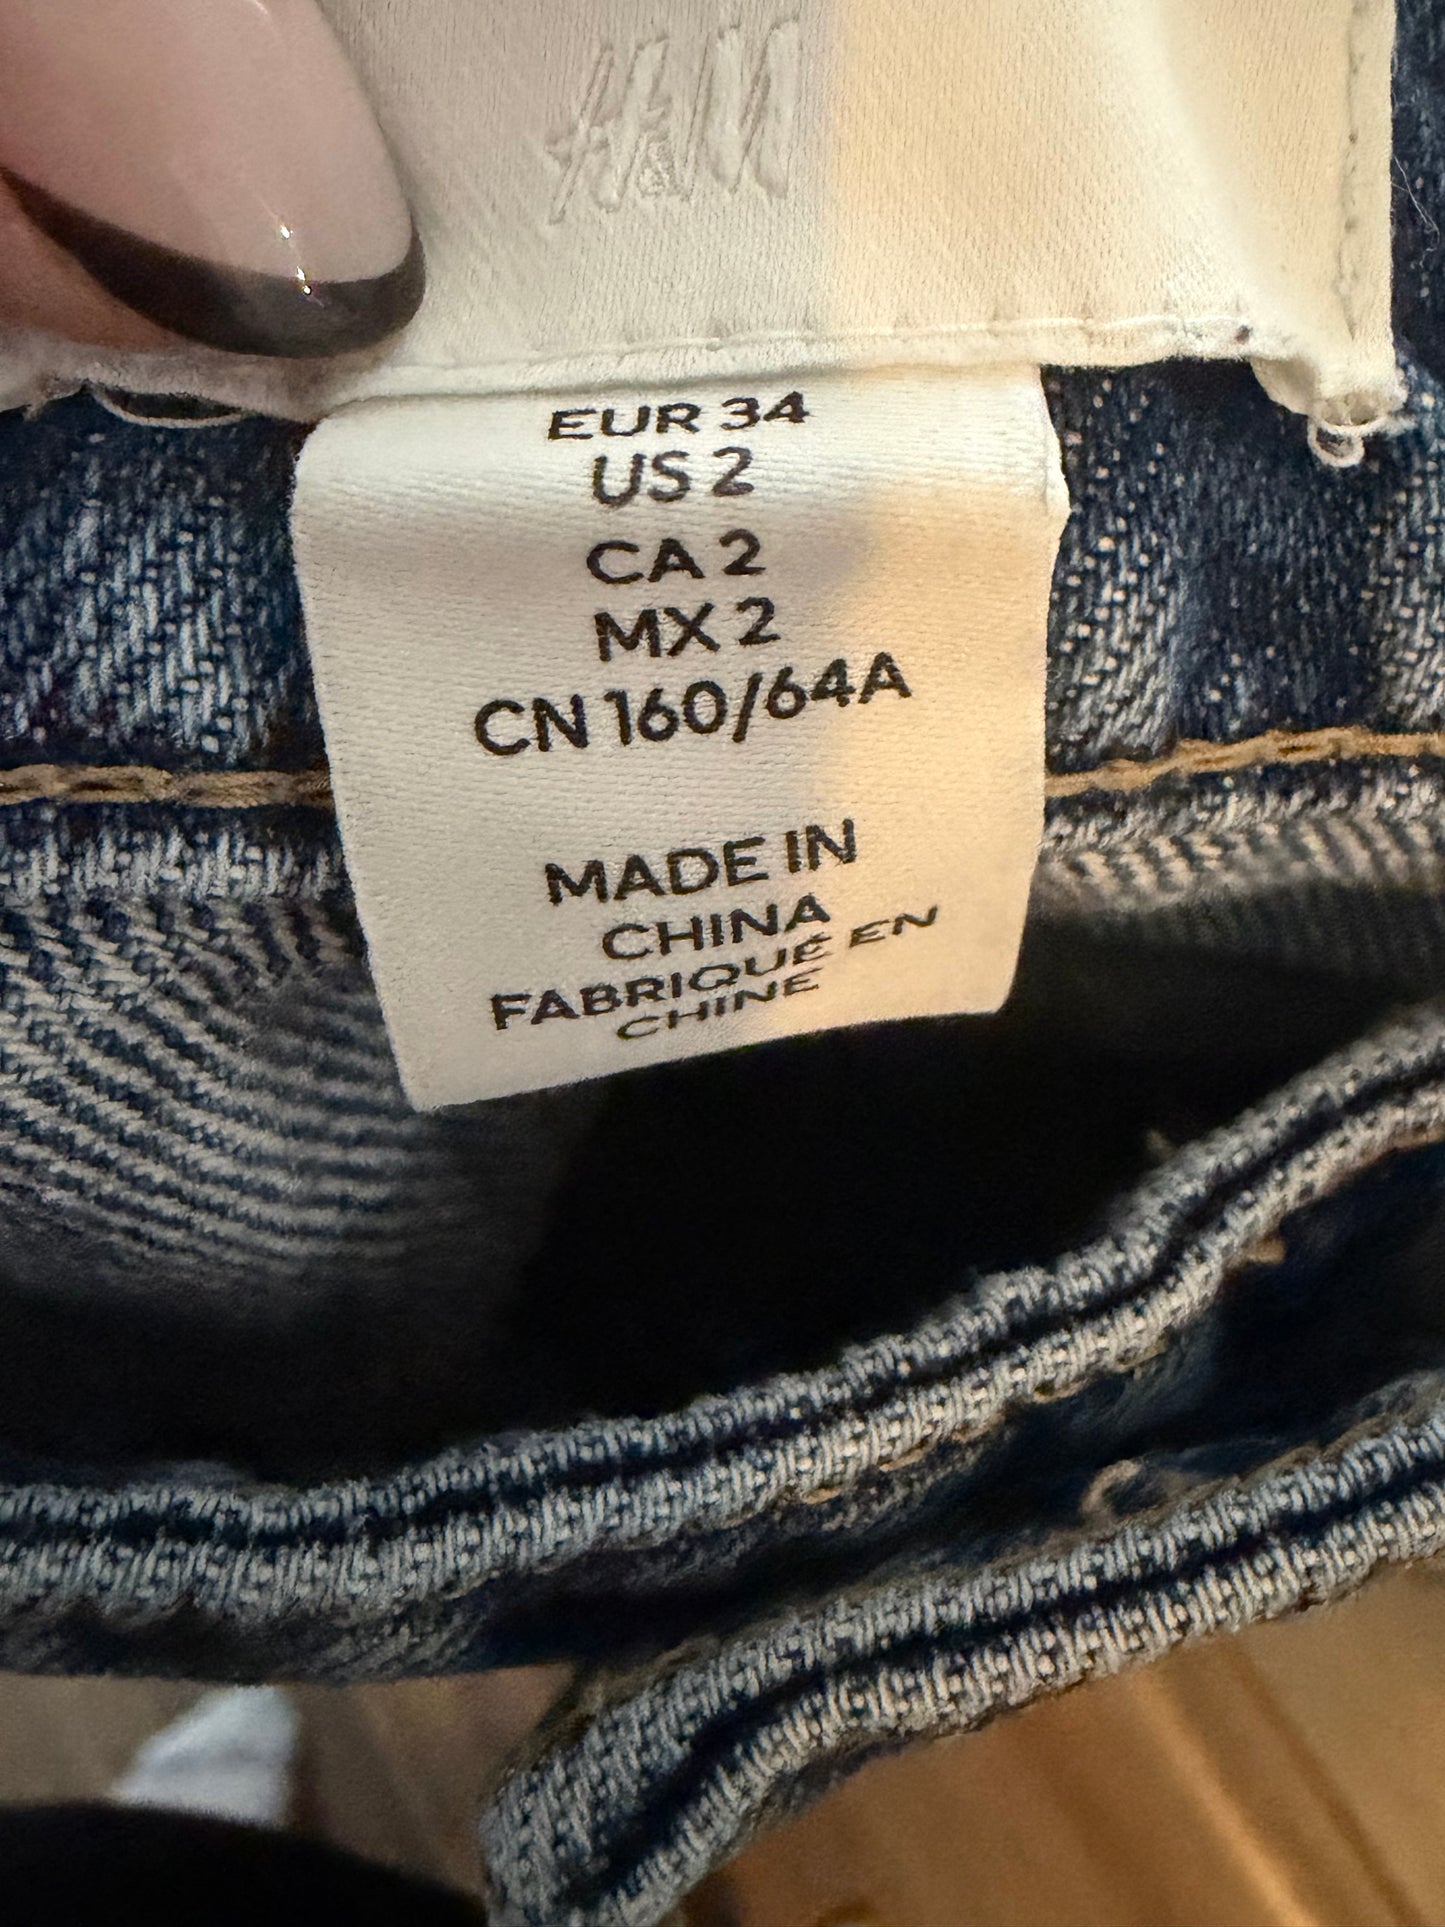 H&M
EUR 34
US 2
CA 2
MX 2
CN 160/64A
MADE IN
CHINA
FABRIQUÉ EN
CHINE